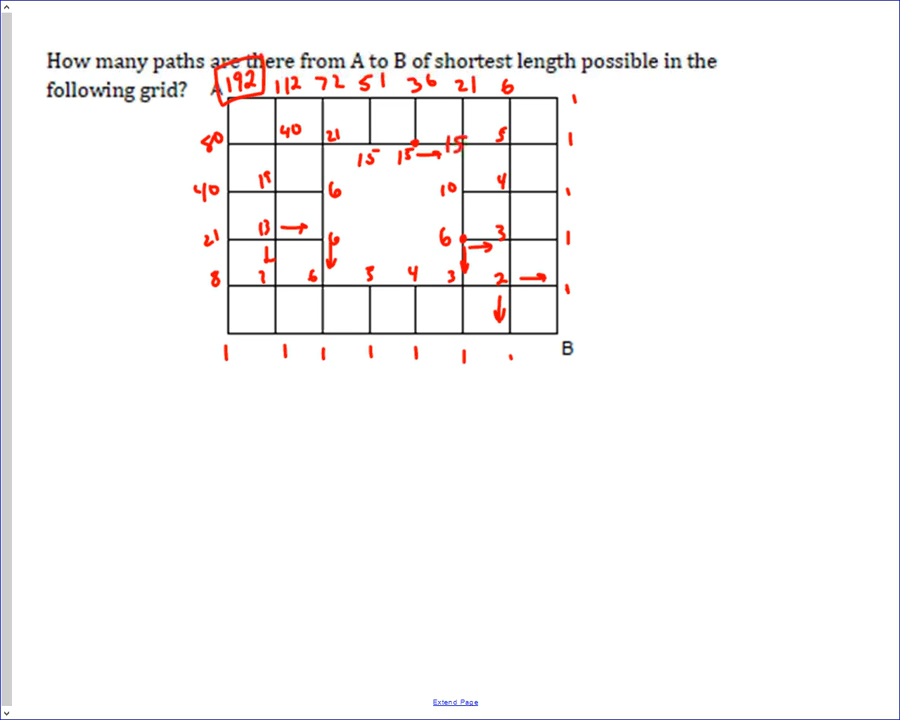 How many paths are there from A to B of shortest length possible in the
following grid? A 192 112 72 51 36 21 6 1
80 40 21 15 15 15 5 1
40 19 6 10 4 1
21 13 6 6 3 1
8 7 6 5 4 3 2 1
1 1 1 1 1 1 B
Extend Page